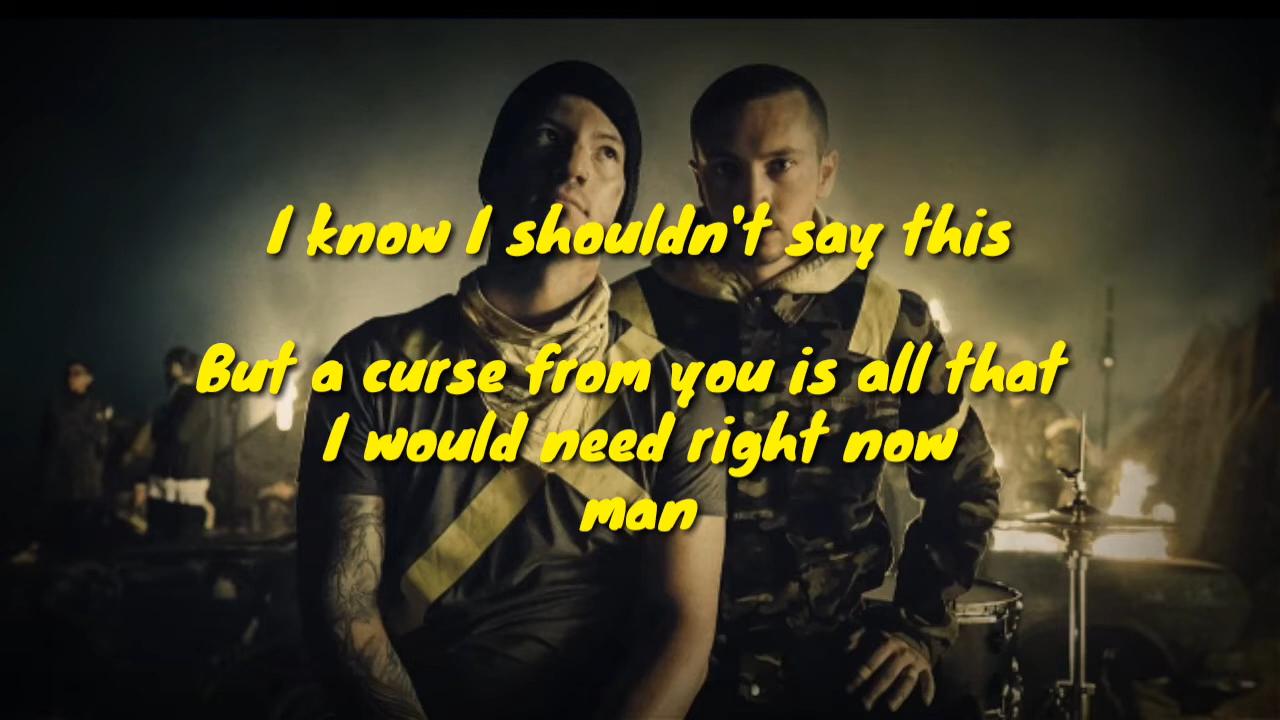 I know I shouldn't say this
But a curse from you is all that
I would need right now
man